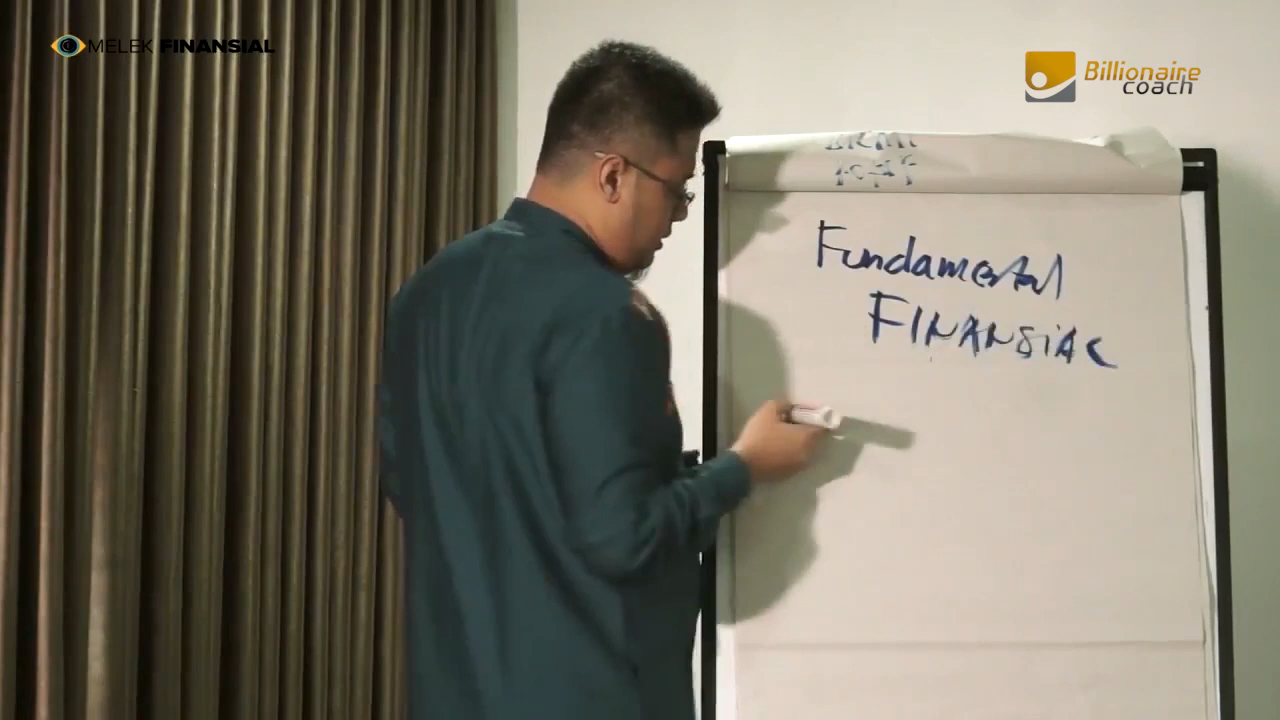 MELEK FINANSIAL
Billionaire
coach
Fundamental
FINANSIAL